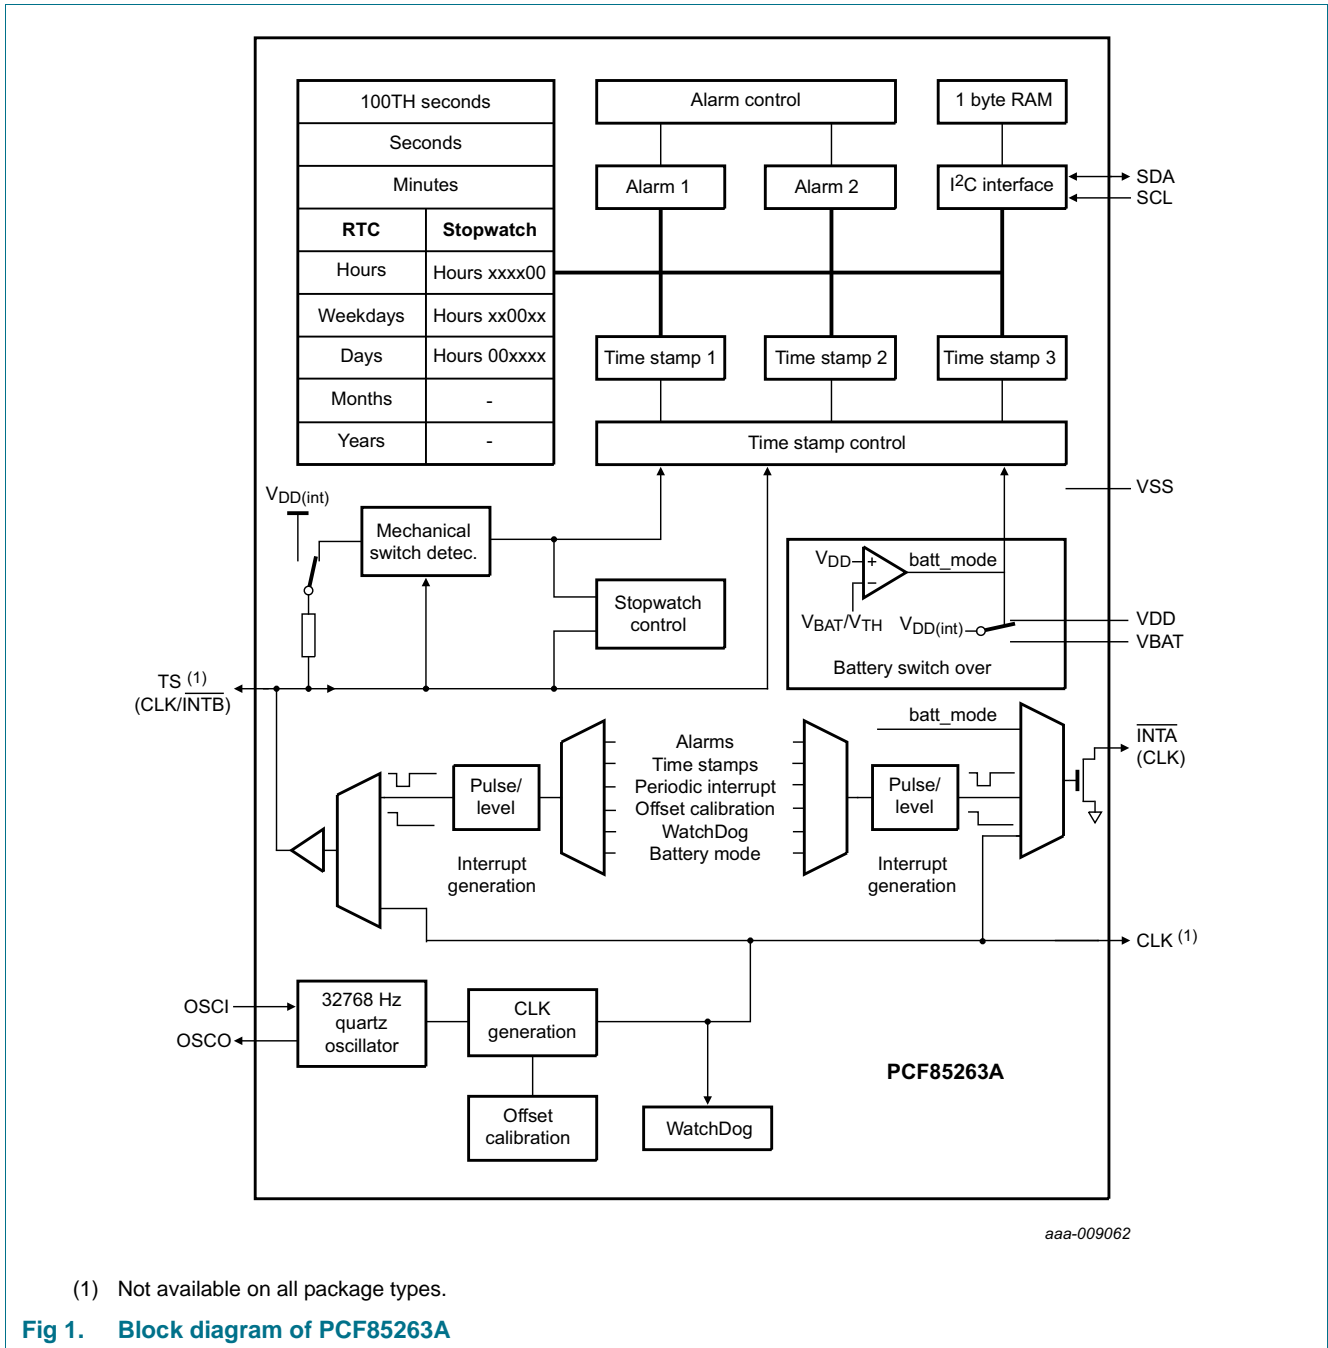 100TH seconds
Seconds
Minutes
RTC Stopwatch
Hours Hours xxxx00
Weekdays Hours xx00xx
Days Hours 00xxxx
Months -
Years -
Alarm control
1 byte RAM
Alarm 1
Alarm 2
I2C interface
SDA
SCL
Time stamp 1
Time stamp 2
Time stamp 3
Time stamp control
VSS
VDD(int)
Mechanical
switch detec.
Stopwatch
control
VDD
+
batt_mode
−
VBAT/VTH
VDD(int)
Battery switch over
VDD
VBAT
TS (1)
(CLK/INTB)
batt_mode
INTA
(CLK)
Pulse/
level
Interrupt
generation
Alarms
Time stamps
Periodic interrupt
Offset calibration
WatchDog
Battery mode
Pulse/
level
Interrupt
generation
CLK (1)
OSCI
OSCO
32768 Hz
quartz
oscillator
CLK
generation
Offset
calibration
WatchDog
PCF85263A
aaa-009062
(1) Not available on all package types.
Fig 1. Block diagram of PCF85263A